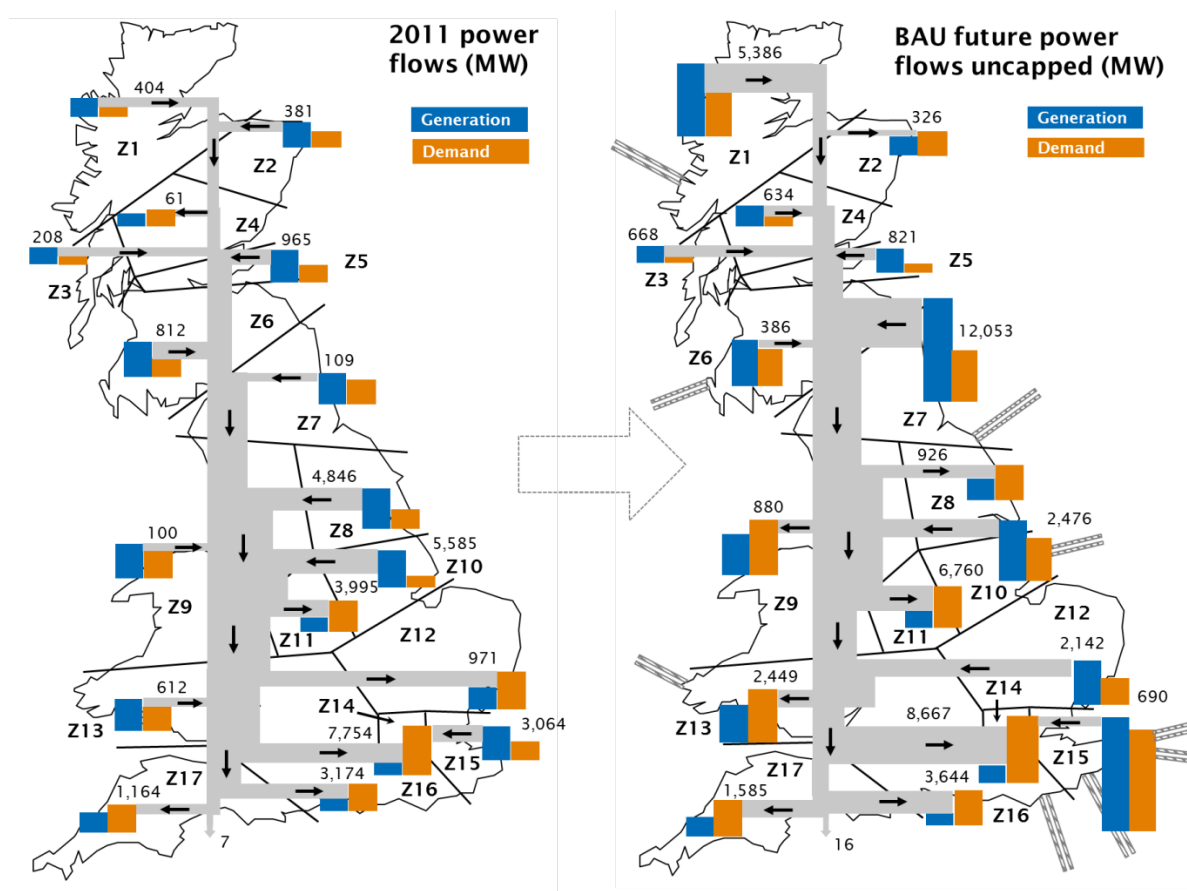 2011 power
flows (MW)
Generation
Demand
404
381
Z1
Z2
61
Z4
208
965
Z5
Z3
Z6
812
109
Z7
4,846
Z8
100
5,585
Z10
3,995
Z9
Z11
Z12
971
612
Z14
Z13
7,754
3,064
Z15
Z17
3,174
Z16
1,164
7
BAU future power
flows uncapped (MW)
Generation
Demand
5,386
326
Z1
Z2
634
Z4
668
821
Z5
Z3
386
12,053
Z6
Z7
926
Z8
880
2,476
6,760
Z10
Z9
Z11
Z12
2,142
2,449
Z14
690
Z13
8,667
Z15
Z17
3,644
1,585
Z16
16